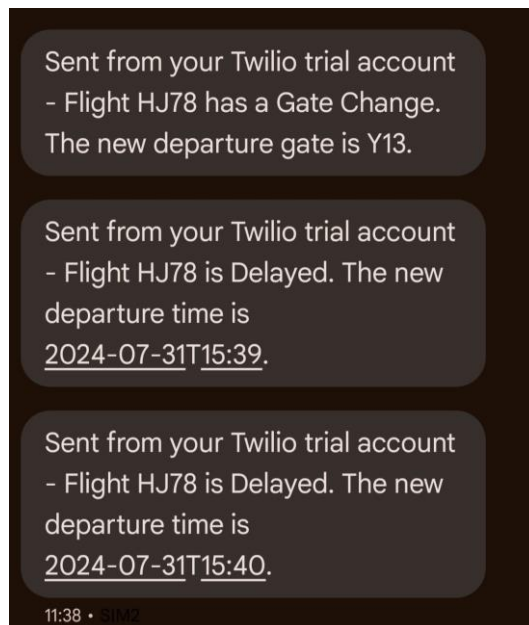 Sent from your Twilio trial account
- Flight HJ78 has a Gate Change.
The new departure gate is Y13.
Sent from your Twilio trial account
- Flight HJ78 is Delayed. The new
departure time is
2024-07-31T15:39.
Sent from your Twilio trial account
- Flight HJ78 is Delayed. The new
departure time is
2024-07-31T15:40.
11:38 • SIM2